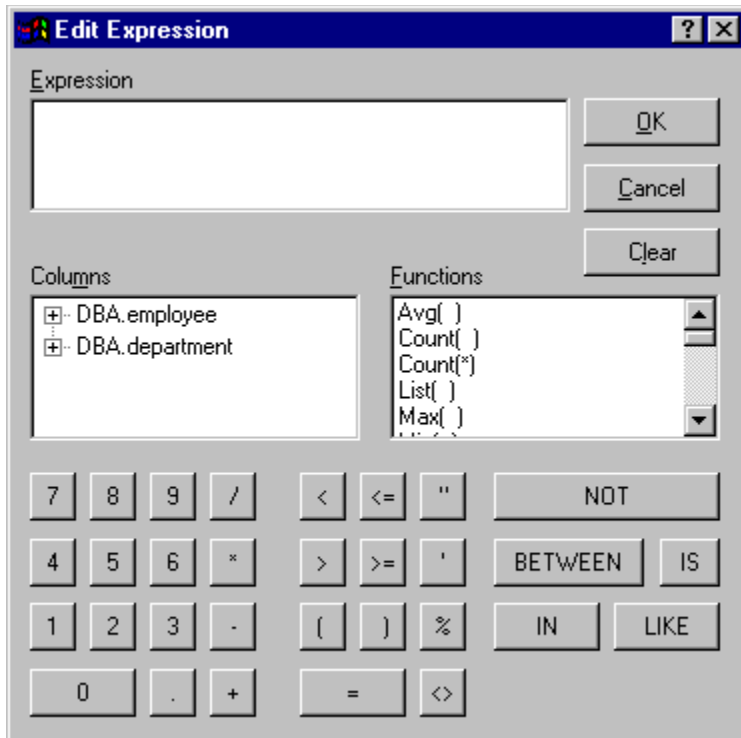 Edit Expression
Expression
OK
Cancel
Clear
Columns
DBA.employee
DBA.department
Functions
Avg( )
Count( )
Count(*)
List( )
Max( )
7 8 9 / < <= " NOT
4 5 6 * > >= ' BETWEEN IS
1 2 3 - ( ) % IN LIKE
0 . + = <>